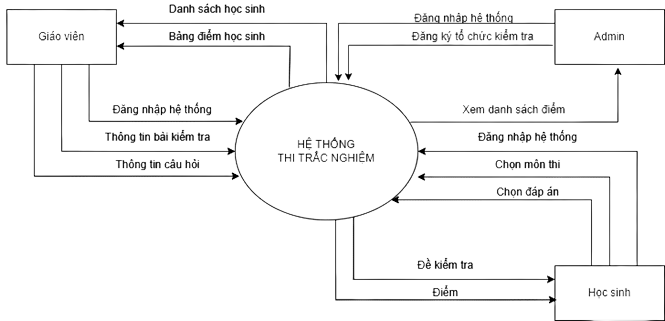 Danh sách học sinh
Giáo viên
Bảng điểm học sinh
Đăng nhập hệ thống
Đăng ký tổ chức kiểm tra
Admin
Đăng nhập hệ thống
Thông tin bài kiểm tra
Thông tin câu hỏi
HỆ THỐNG
THI TRẮC NGHIỆM
Xem danh sách điểm
Đăng nhập hệ thống
Chọn môn thi
Chọn đáp án
Đề kiểm tra
Điểm
Học sinh